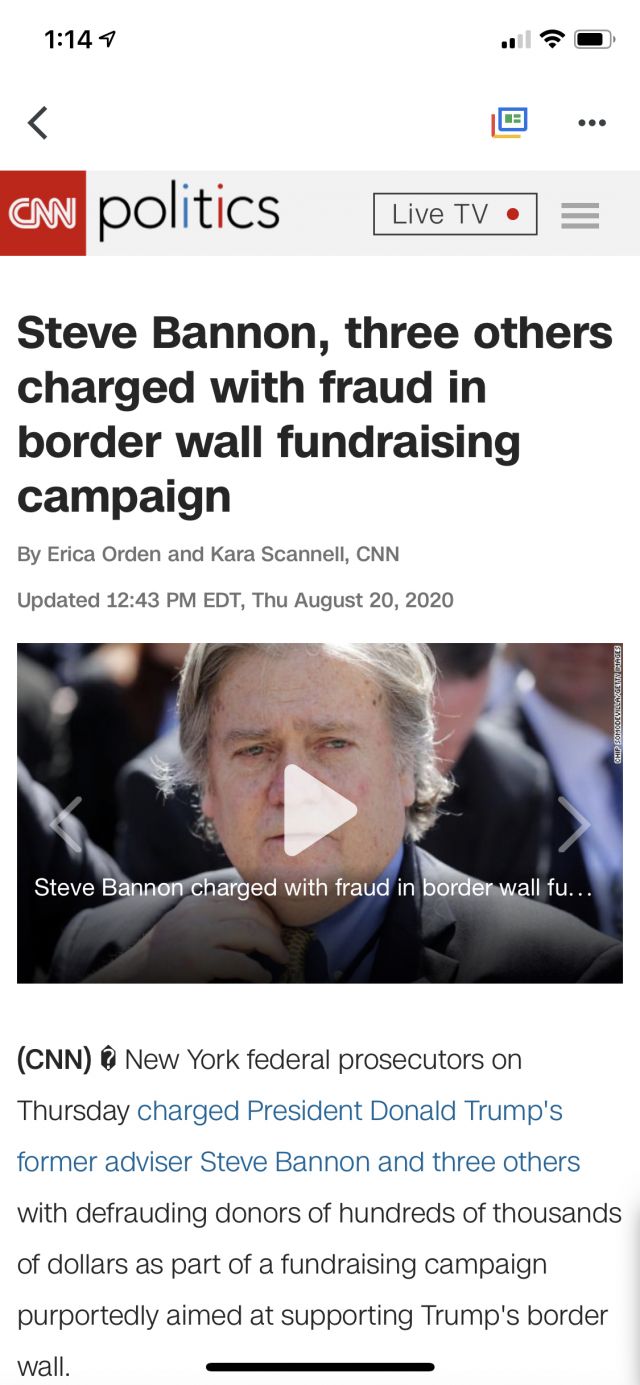 1:14
CNN politics
Live TV
Steve Bannon, three others
charged with fraud in
border wall fundraising
campaign
By Erica Orden and Kara Scannell, CNN
Updated 12:43 PM EDT, Thu August 20, 2020
CHIP SOMODEVILLA/GETTY IMAGES
Steve Bannon charged with fraud in border wall fu...
(CNN) � New York federal prosecutors on
Thursday charged President Donald Trump's
former adviser Steve Bannon and three others
with defrauding donors of hundreds of thousands
of dollars as part of a fundraising campaign
purportedly aimed at supporting Trump's border
wall.